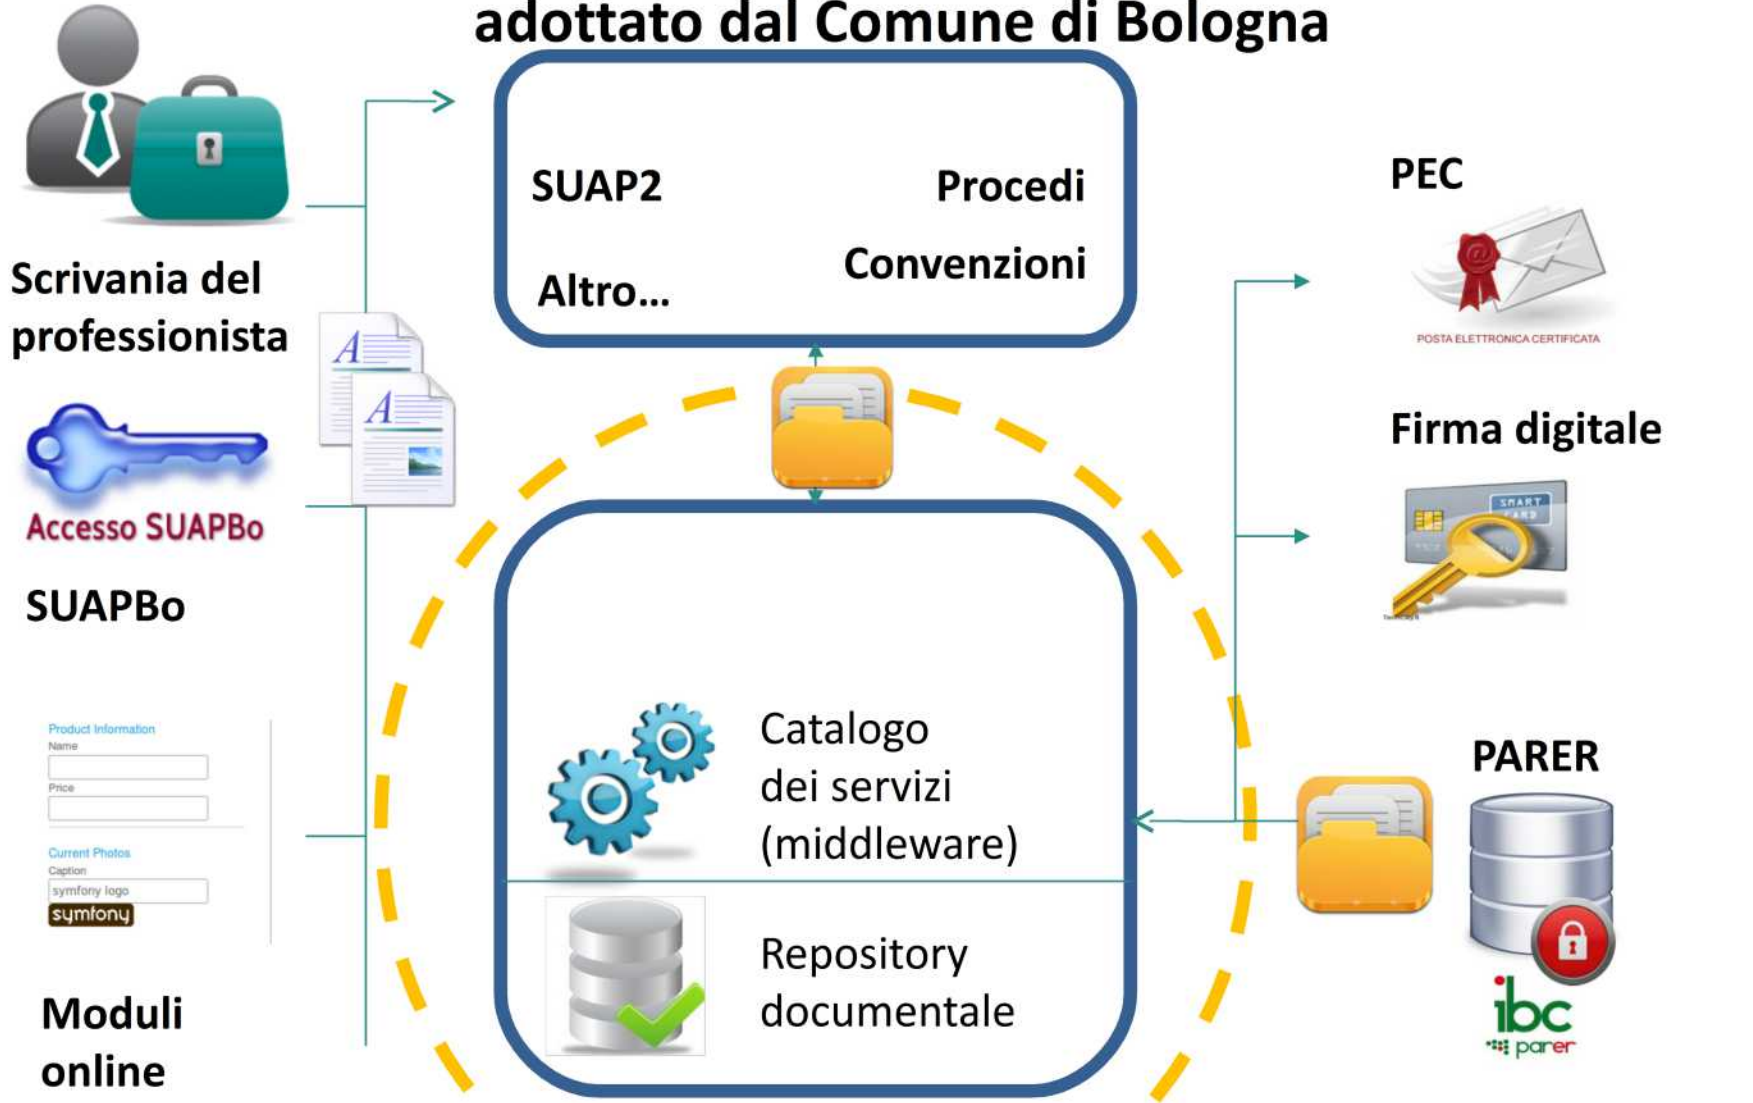 adottato dal Comune di Bologna
SUAP2
Procedi
Convenzioni
Altro...
Scrivania del
professionista
A
A
Accesso SUAPBo
SUAPBo
Product Information
Name
Price
Current Photos
Caption
symfony logo
symfony
Moduli
online
Catalogo
dei servizi
(middleware)
Repository
documentale
PEC
@
POSTA ELETTRONICA CERTIFICATA
Firma digitale
SMART
CARD
PARER
ibc
parer